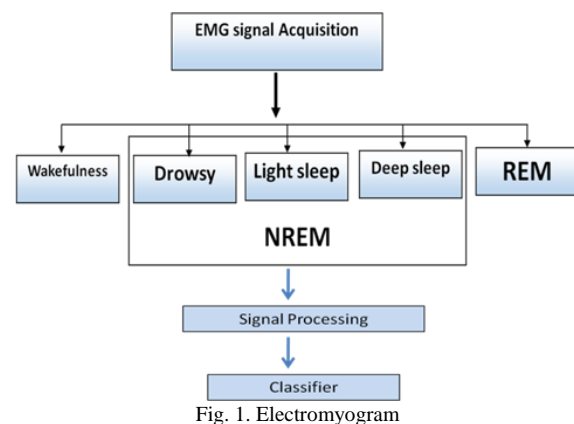 EMG signal Acquisition
Wakefulness
Drowsy
Light sleep
Deep sleep
REM
NREM
Signal Processing
Classifier
Fig. 1. Electromyogram